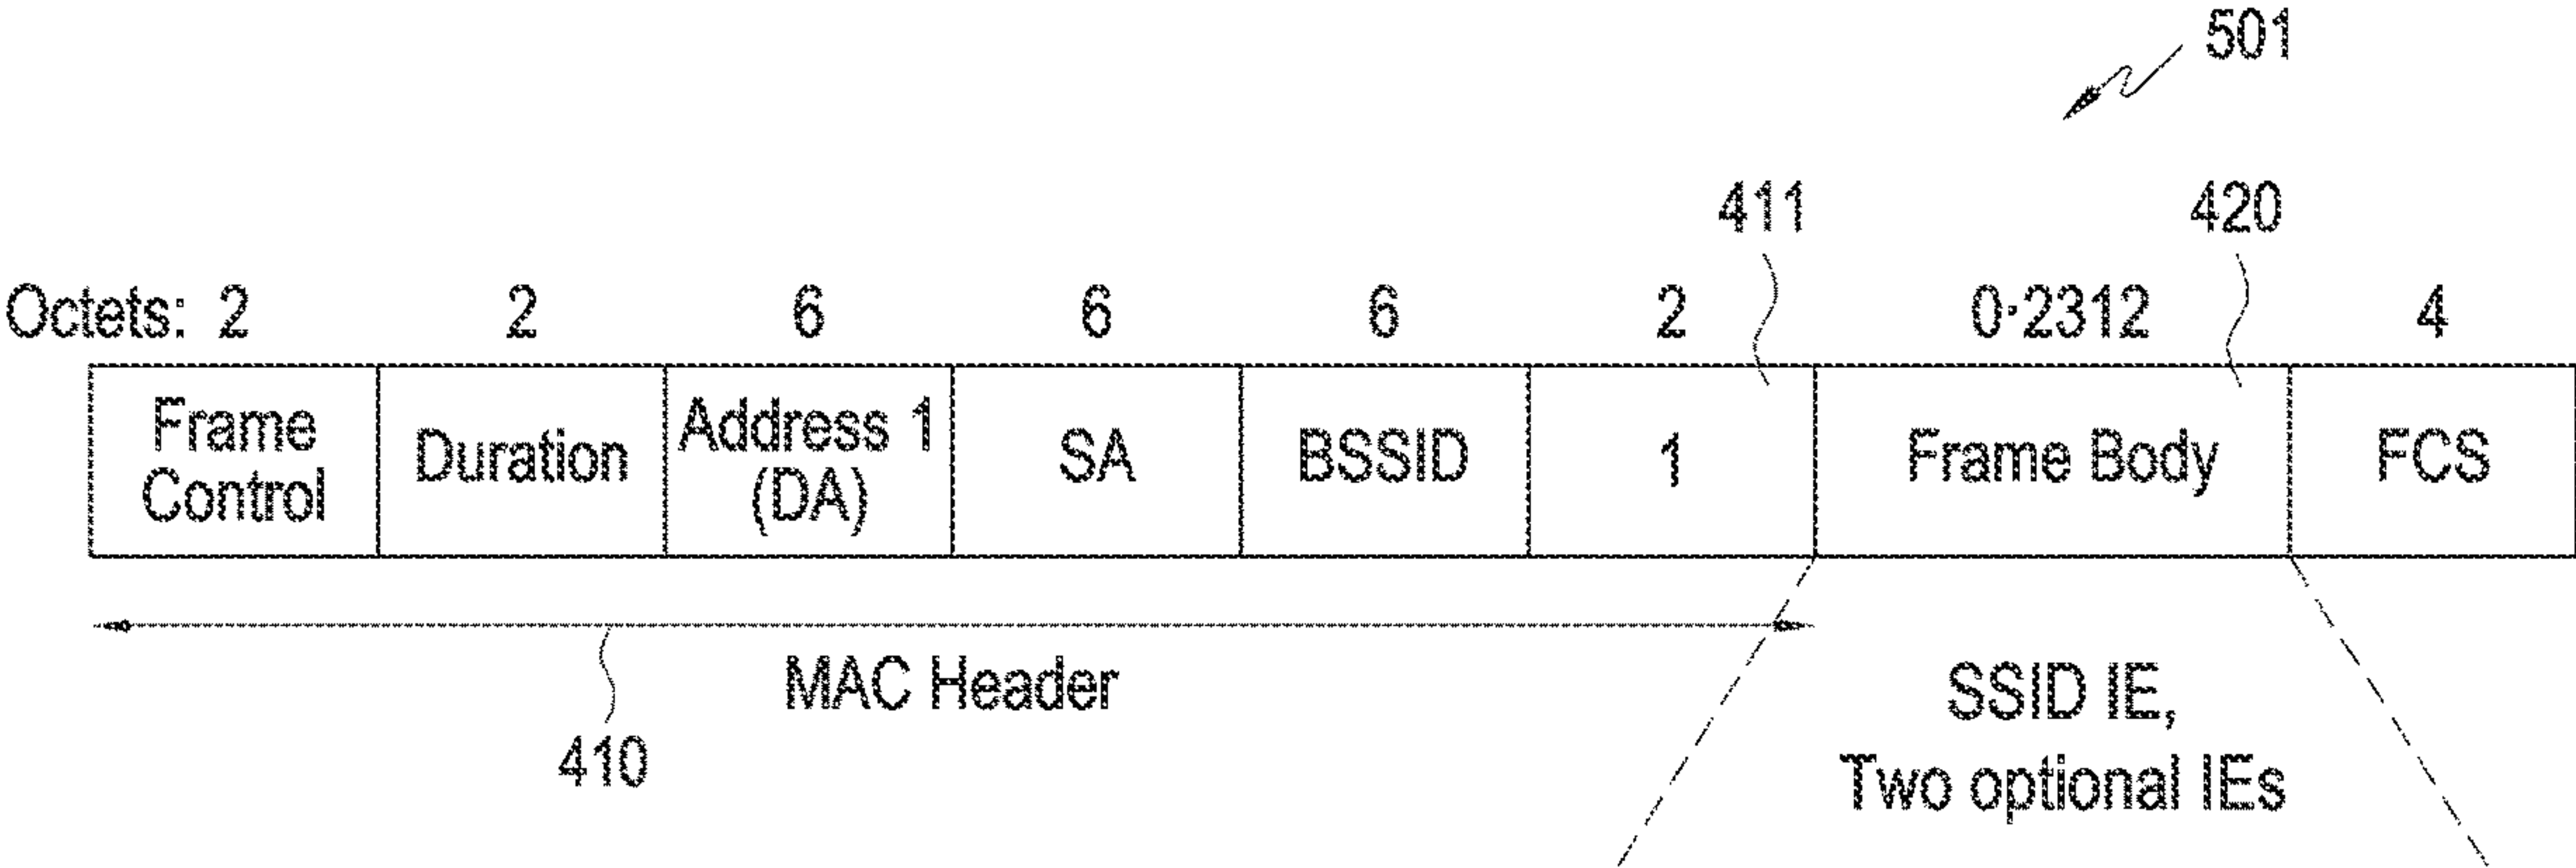 501
411 420
Octets: 2 2 6 6 6 2 0·2312 4
Frame Control Duration Address 1 (DA) SA BSSID 1 Frame Body FCS
MAC Header
410
SSID IE,
Two optional IEs